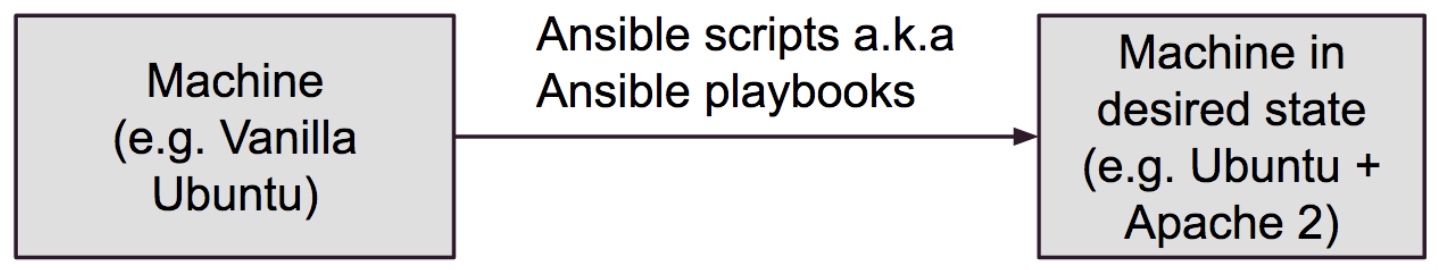 Machine
(e.g. Vanilla
Ubuntu)
Ansible scripts a.k.a
Ansible playbooks
Machine in
desired state
(e.g. Ubuntu +
Apache 2)